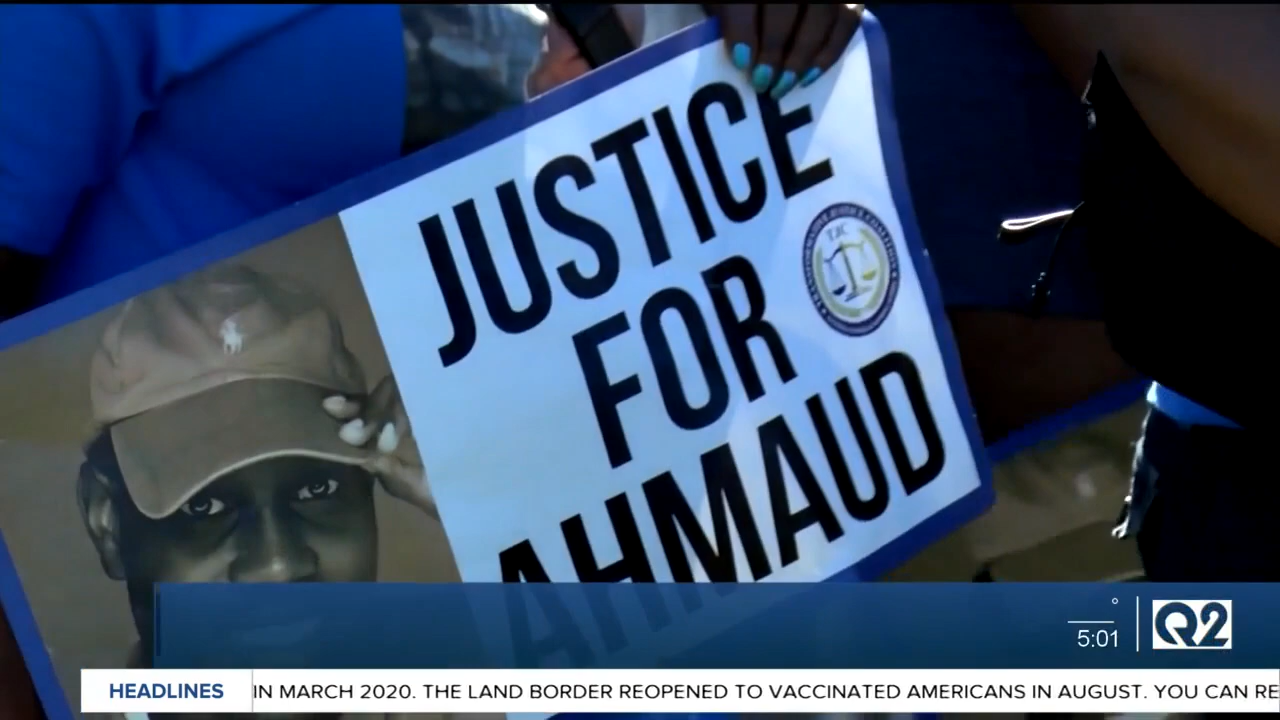 JUSTICE
FOR
AHMAUD
TJC
°
5:01
Q2
HEADLINES
IN MARCH 2020. THE LAND BORDER REOPENED TO VACCINATED AMERICANS IN AUGUST. YOU CAN RE